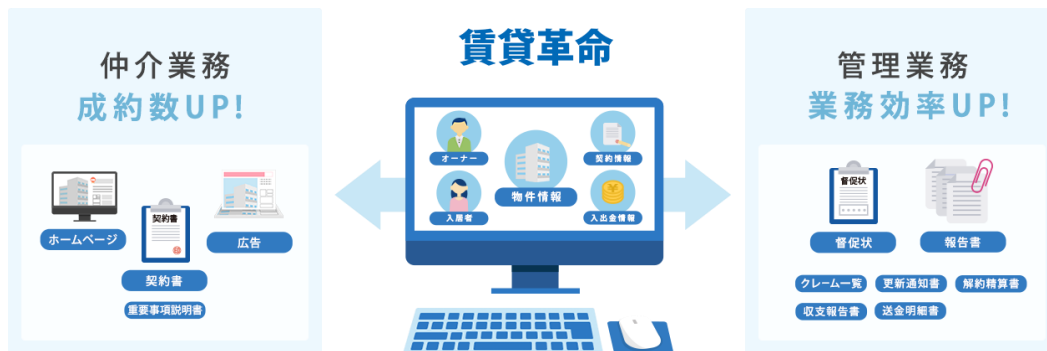 仲介業務
成約数UP!
ホームページ
契約書
契約書
広告
重要事項説明書
賃貸革命
オーナー
契約情報
物件情報
入居者
入出金情報
管理業務
業務効率UP!
督促状
督促状
報告書
クレーム一覧
更新通知書
解約精算書
収支報告書
送金明細書